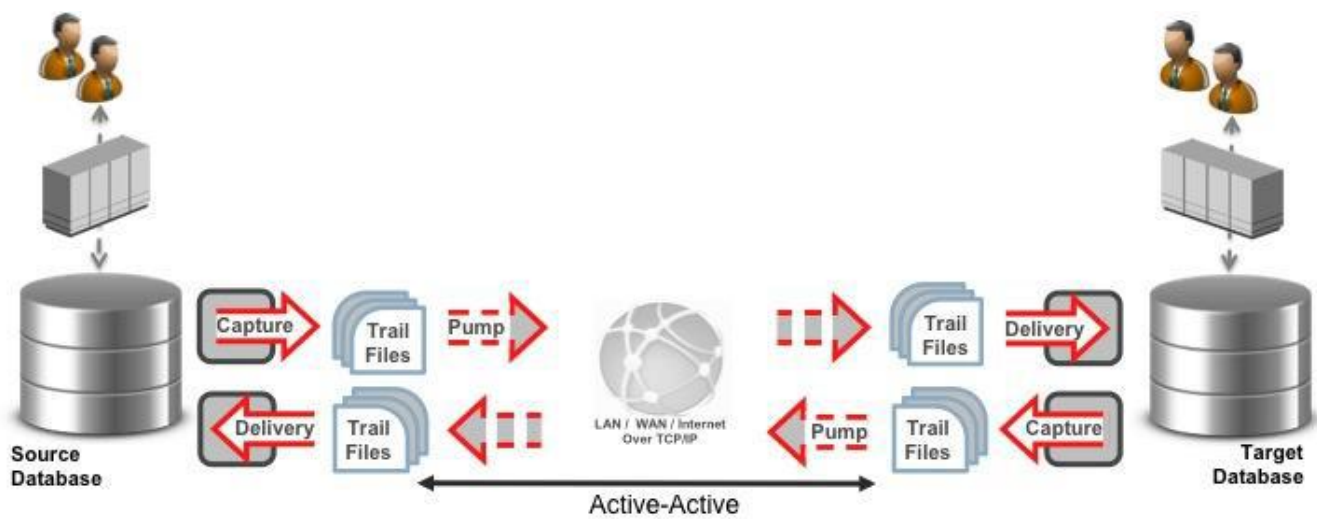 Capture
Trail
Files
Pump
Trail
Files
Delivery
LAN / WAN / Internet
Over TCP/IP
Delivery
Trail
Files
Pump
Trail
Files
Capture
Source
Database
Target
Database
Active-Active